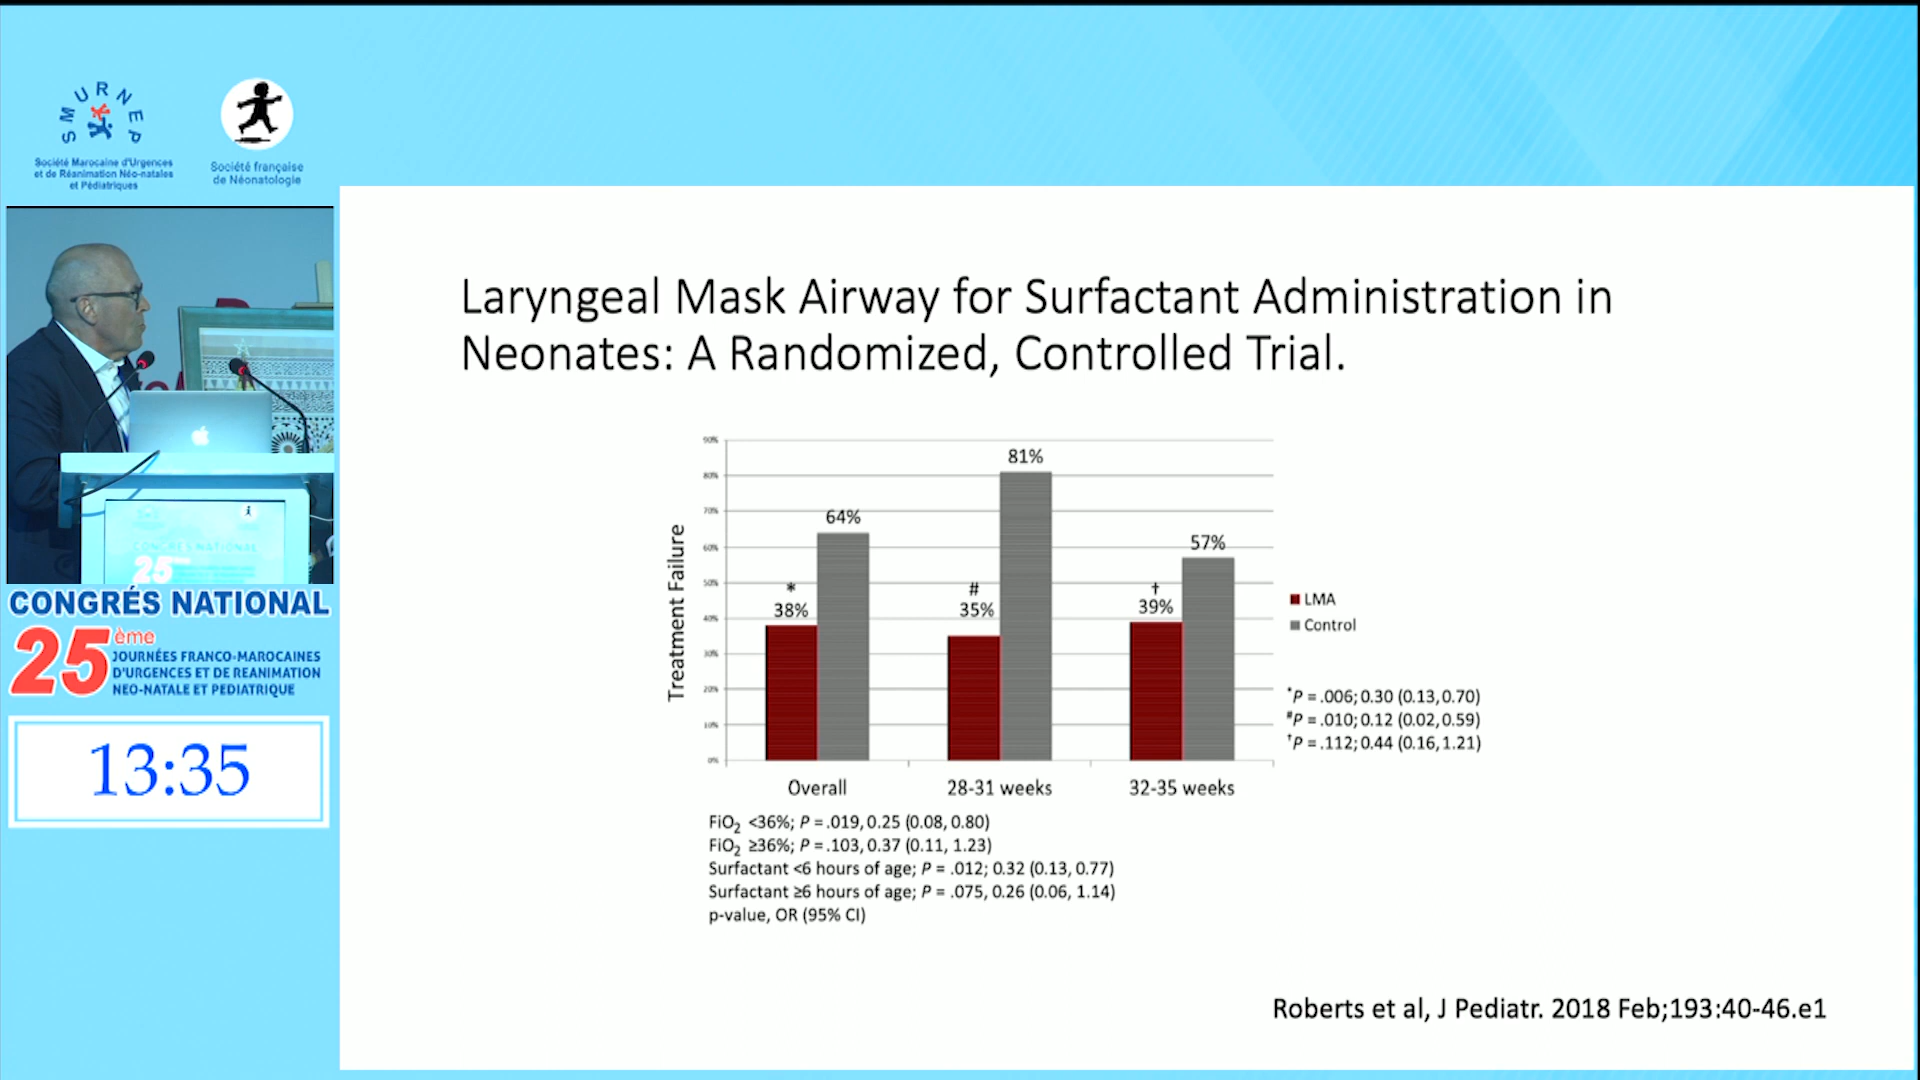 SMURNEP
Société Marocaine d'Urgences
et de Réanimation Néo-natales
et Pédiatriques
Société française
de Néonatologie
CONGRÈS NATIONAL
25
CONGRÉS NATIONAL
25ème
JOURNÉES FRANCO-MAROCAINES
D'URGENCES ET DE REANIMATION
NEO-NATALE ET PEDIATRIQUE
13:35
Laryngeal Mask Airway for Surfactant Administration in
Neonates: A Randomized, Controlled Trial.
Treatment Failure
90%
80%
70%
60%
50%
40%
30%
20%
10%
0%
* 38%
64%
# 35%
81%
† 39%
57%
Overall
28-31 weeks
32-35 weeks
LMA
Control
*P = .006; 0.30 (0.13, 0.70)
#P = .010; 0.12 (0.02, 0.59)
†P = .112; 0.44 (0.16, 1.21)
FiO2 <36%; P = .019, 0.25 (0.08, 0.80)
FiO2 ≥36%; P = .103, 0.37 (0.11, 1.23)
Surfactant <6 hours of age; P = .012; 0.32 (0.13, 0.77)
Surfactant ≥6 hours of age; P = .075, 0.26 (0.06, 1.14)
p-value, OR (95% CI)
Roberts et al, J Pediatr. 2018 Feb;193:40-46.e1